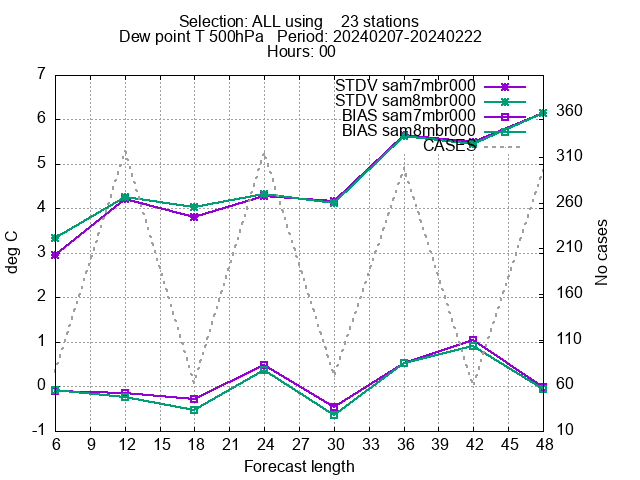 Selection: ALL using    23 stations
Dew point T 500hPa   Period: 20240207-20240222
Hours: 00
STDV sam7mbr000
STDV sam8mbr000
BIAS sam7mbr000
BIAS sam8mbr000
CASES
7
6
5
4
3
2
1
0
-1
deg C
360
310
260
210
160
110
60
10
No cases
6 9 12 15 18 21 24 27 30 33 36 39 42 45 48
Forecast length